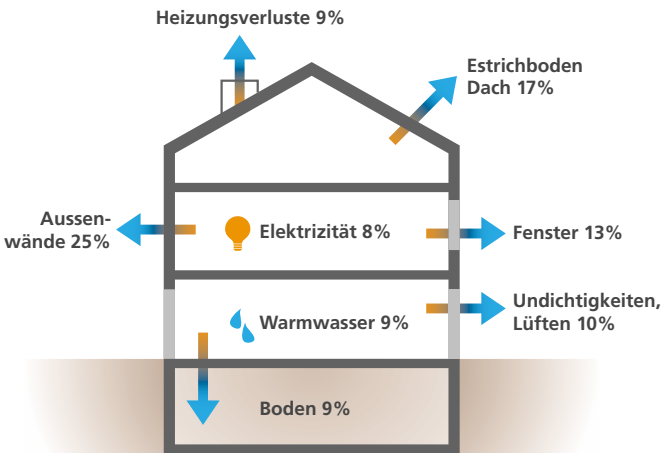 Heizungsverluste 9%
Estrichboden
Dach 17%
Aussen-
wände 25%
Elektrizität 8%
Fenster 13%
Undichtigkeiten,
Lüften 10%
Warmwasser 9%
Boden 9%